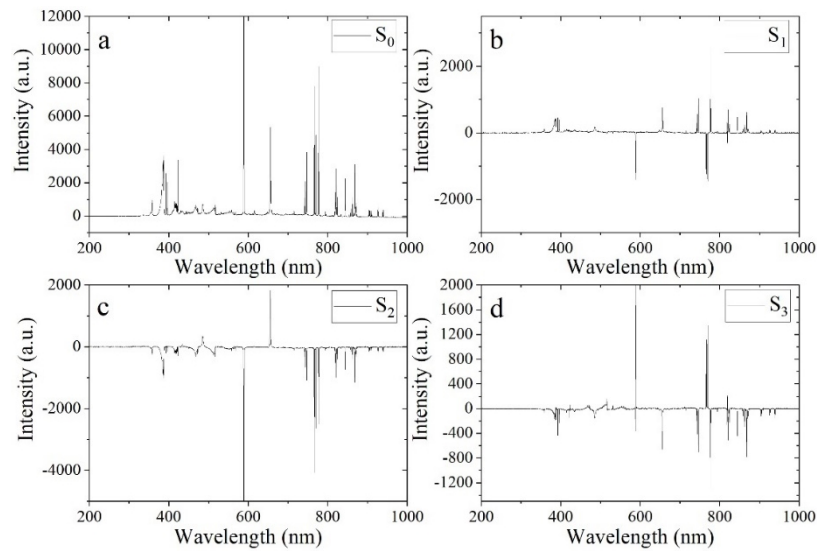 a
S0
12000
10000
8000
6000
4000
2000
0
Intensity (a.u.)
200 400 600 800 1000
Wavelength (nm)
b
S1
2000
0
-2000
Intensity (a.u.)
200 400 600 800 1000
Wavelength (nm)
c
S2
2000
0
-2000
-4000
Intensity (a.u.)
200 400 600 800 1000
Wavelength (nm)
d
S3
2000
1600
1200
800
400
0
-400
-800
-1200
Intensity (a.u.)
200 400 600 800 1000
Wavelength (nm)